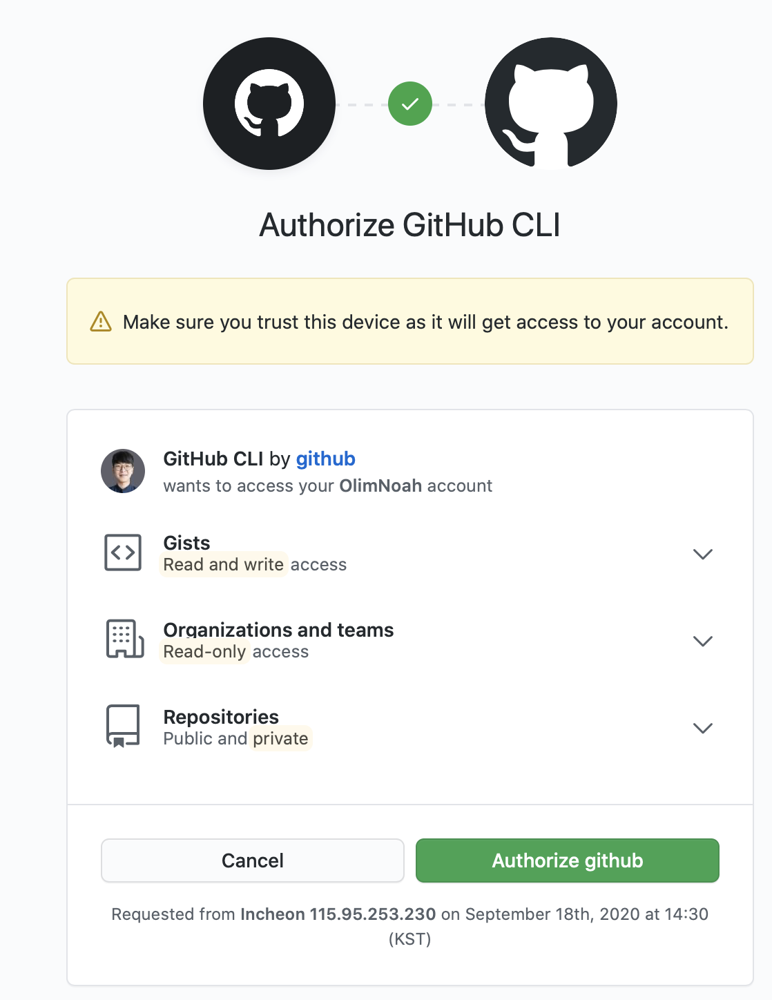 Authorize GitHub CLI
Make sure you trust this device as it will get access to your account.
GitHub CLI by github
wants to access your OlimNoah account
Gists
Read and write access
Organizations and teams
Read-only access
Repositories
Public and private
Cancel
Authorize github
Requested from Incheon 115.95.253.230 on September 18th, 2020 at 14:30
(KST)